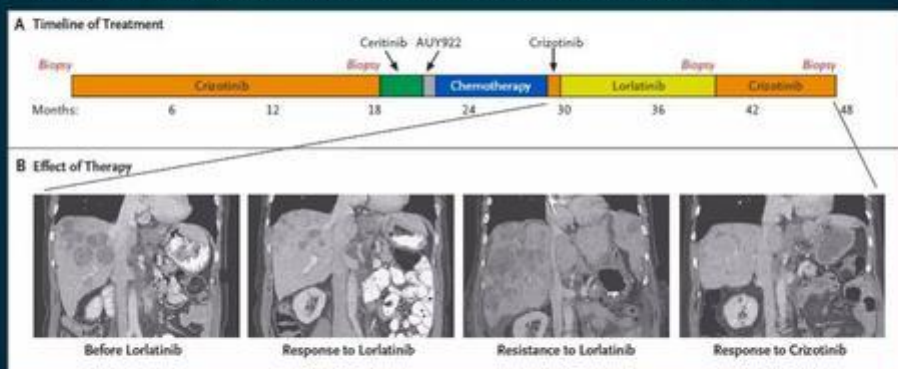 A Timeline of Treatment
Ceritinib AUY922 Crizotinib
Biopsy Biopsy Biopsy Biopsy
Crizotinib Chemotherapy Lorlatinib Crizotinib
Months: 6 12 18 24 30 36 42 48
B Effect of Therapy
Before Lorlatinib Response to Lorlatinib Resistance to Lorlatinib Response to Crizotinib